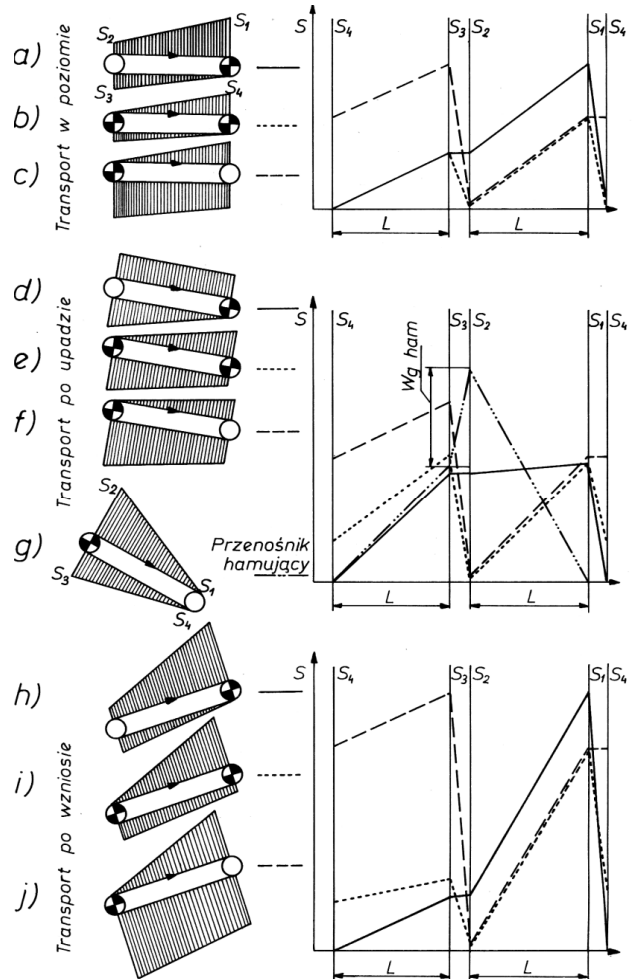 Transport w poziomie
a)
b)
c)
S₂
S₁
S₃
S₄
S
S₄
S₃
S₂
S₁
S₄
L
L
Transport po upadzie
d)
e)
f)
g)
S₂
S₃
S₁
S₄
Przenośnik
hamujący
S
S₄
S₃
S₂
S₁
S₄
Wg ham
L
L
Transport po wzniosie
h)
i)
j)
S
S₄
S₃
S₂
S₁
S₄
L
L